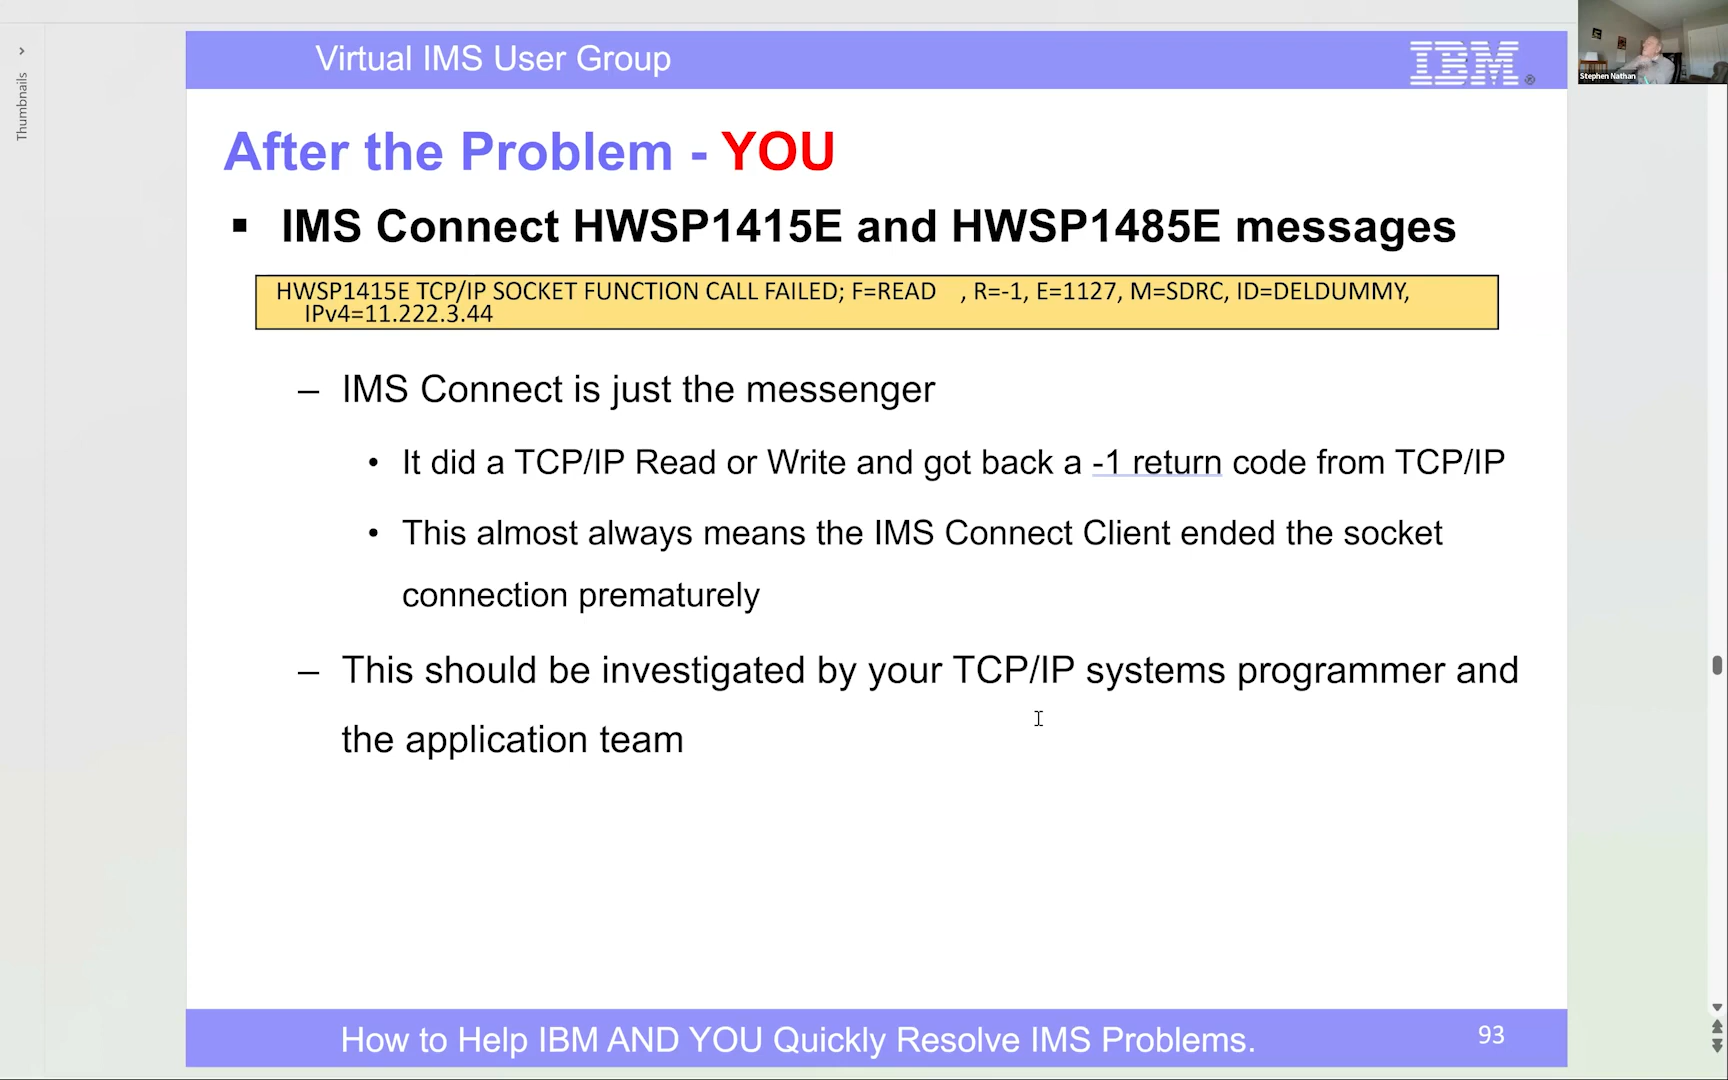 Thumbnails
Virtual IMS User Group
IBM®
Stephen Nathan
After the Problem - YOU
▪ IMS Connect HWSP1415E and HWSP1485E messages
HWSP1415E TCP/IP SOCKET FUNCTION CALL FAILED; F=READ , R=-1, E=1127, M=SDRC, ID=DELDUMMY,
IPv4=11.222.3.44
– IMS Connect is just the messenger
• It did a TCP/IP Read or Write and got back a -1 return code from TCP/IP
• This almost always means the IMS Connect Client ended the socket
connection prematurely
– This should be investigated by your TCP/IP systems programmer and
the application team
How to Help IBM AND YOU Quickly Resolve IMS Problems.
93